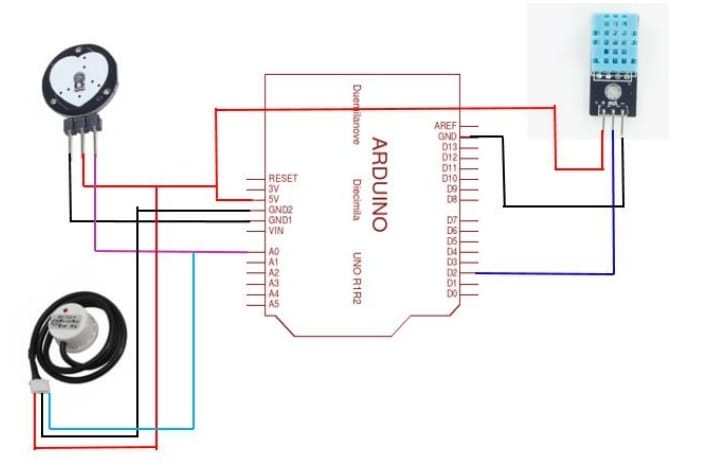 Duemilanove
Diecimila
UNO R1R2
ARDUINO
RESET
3V
5V
GND2
GND1
VIN
A0
A1
A2
A3
A4
A5
AREF
GND
D13
D12
D11
D10
D9
D8
D7
D6
D5
D4
D3
D2
D1
D0